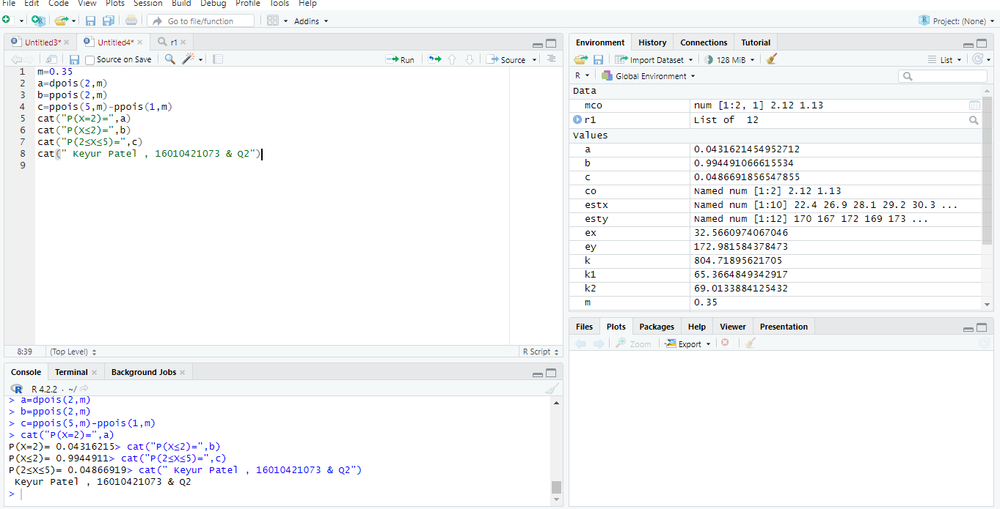 File Edit Code View Plots Session Build Debug Profile Tools Help
Go to file/function Addins Project: (None)
Untitled3* Untitled4* r1
Source on Save Run Source
1 m=0.35
2 a=dpois(2,m)
3 b=ppois(2,m)
4 c=ppois(5,m)-ppois(1,m)
5 cat("P(X=2)=",a)
6 cat("P(X≤2)=",b)
7 cat("P(2≤X≤5)=",c)
8 cat(" Keyur Patel , 16010421073 & Q2")
9
8:39 (Top Level) R Script
Console Terminal Background Jobs
R 4.2.2 · ~/
> a=dpois(2,m)
> b=ppois(2,m)
> c=ppois(5,m)-ppois(1,m)
> cat("P(X=2)=",a)
P(X=2)= 0.04316215> cat("P(X≤2)=",b)
P(X≤2)= 0.9944911> cat("P(2≤X≤5)=",c)
P(2≤X≤5)= 0.04866919> cat(" Keyur Patel , 16010421073 & Q2")
Keyur Patel , 16010421073 & Q2
>
Environment History Connections Tutorial
Import Dataset 128 MiB List
R Global Environment
Data
mco num [1:2, 1] 2.12 1.13
r1 List of 12
Values
a 0.0431621454952712
b 0.994491066615534
c 0.0486691856547855
co Named num [1:2] 2.12 1.13
estx Named num [1:10] 22.4 26.9 28.1 29.2 30.3 ...
esty Named num [1:12] 170 167 172 169 173 ...
ex 32.5660974067046
ey 172.981584378473
k 804.71895621705
k1 65.3664849342917
k2 69.0133884125432
m 0.35
Files Plots Packages Help Viewer Presentation
Zoom Export